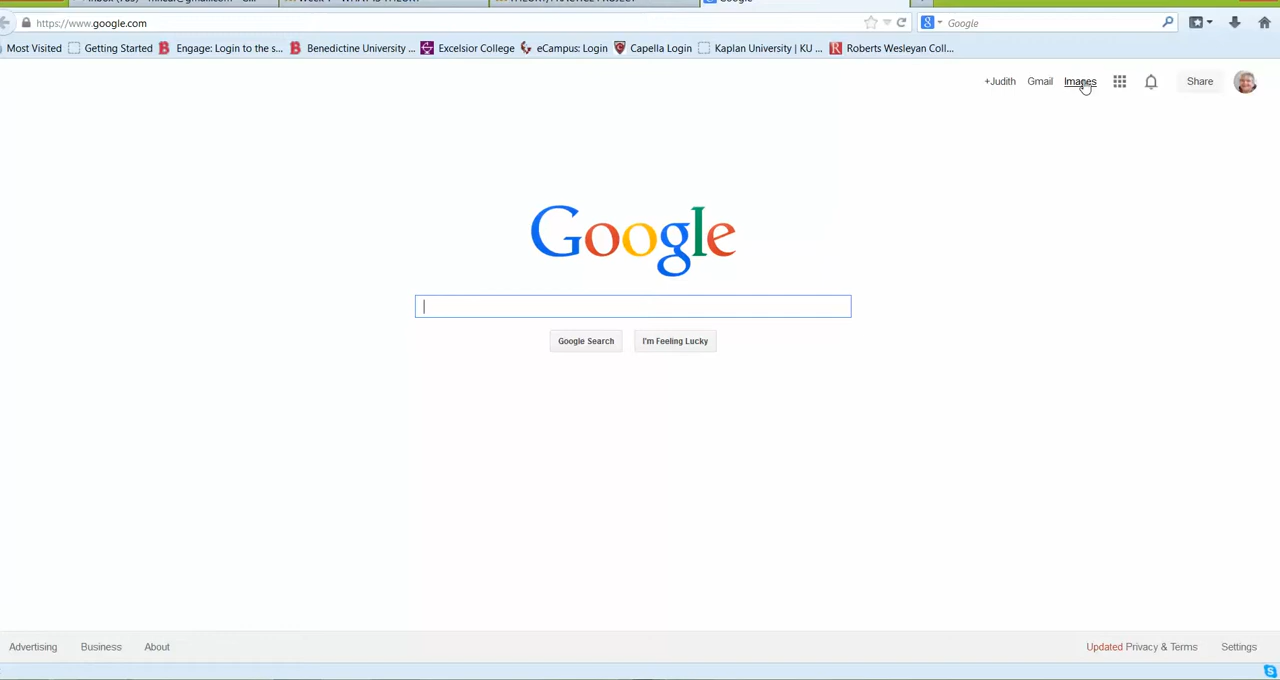 Google
https://www.google.com
Google
Most Visited Getting Started Engage: Login to the s... Benedictine University ... Excelsior College eCampus: Login Capella Login Kaplan University | KU ... Roberts Wesleyan Coll...
+Judith Gmail Images Share
Google
Google Search I'm Feeling Lucky
Advertising Business About Updated Privacy & Terms Settings